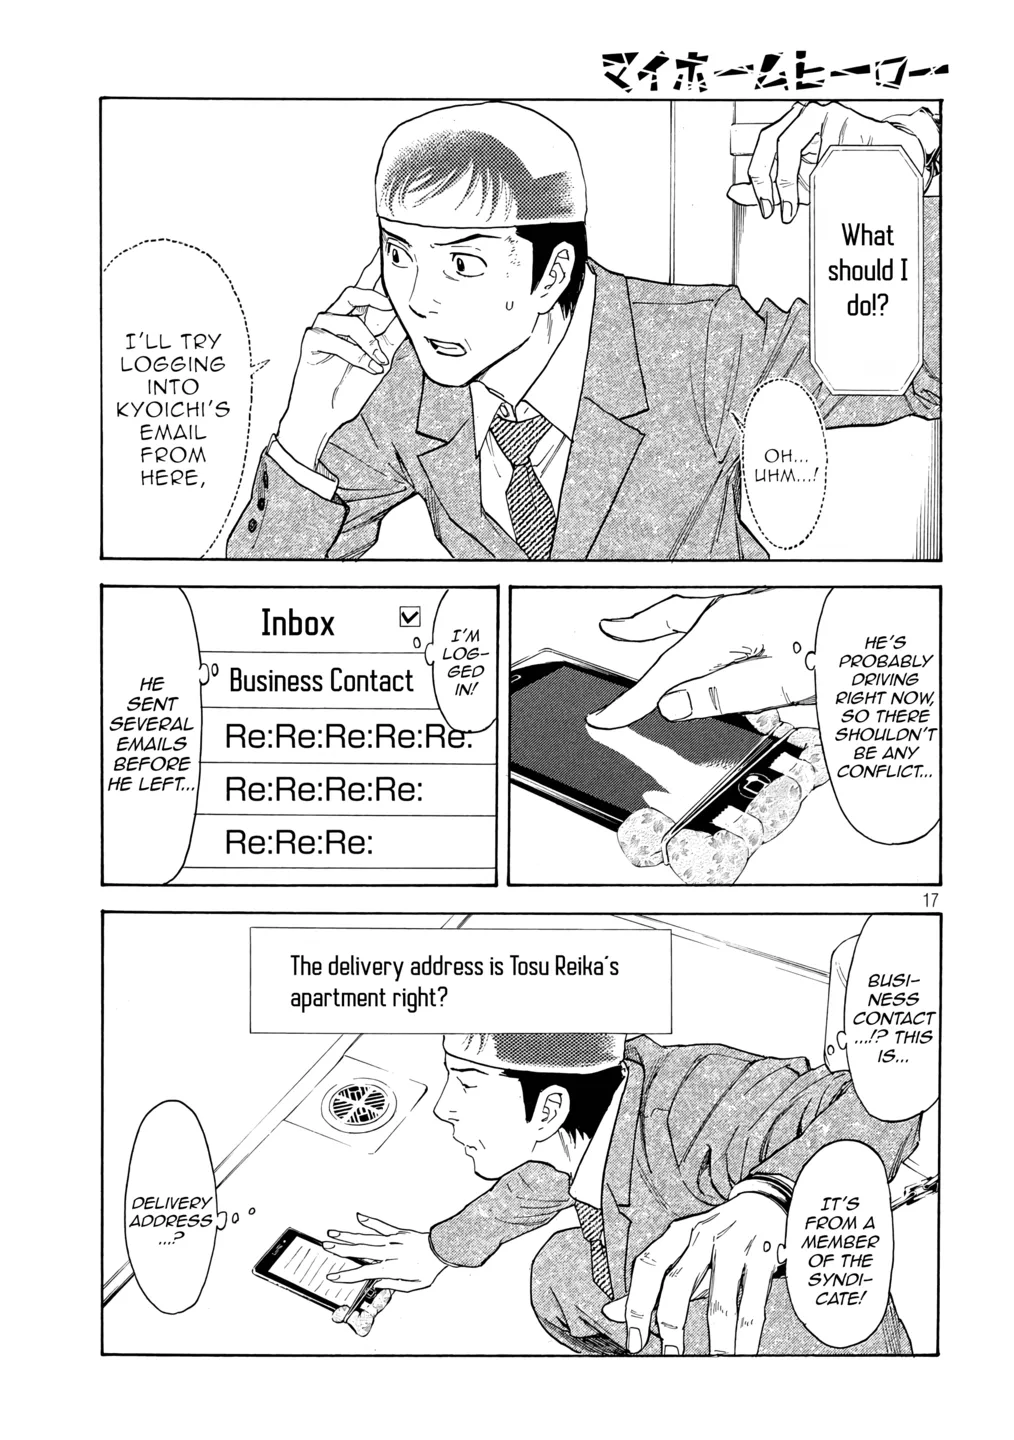 マイホームヒーロー
What
should I
do!?
OH...
UHM...!
I'LL TRY
LOGGING
INTO
KYOICHI'S
EMAIL
FROM
HERE,
HE'S
PROBABLY
DRIVING
RIGHT NOW,
SO THERE
SHOULDN'T
BE ANY
CONFLICT...
I'M
LOG-
GED
IN!
Inbox
Business Contact
Re:Re:Re:Re:Re:
Re:Re:Re:Re:
Re:Re:Re:
HE
SENT
SEVERAL
EMAILS
BEFORE
HE LEFT...
17
BUSI-
NESS
CONTACT
...!? THIS
IS...
The delivery address is Tosu Reika's
apartment right?
IT'S
FROM A
MEMBER
OF THE
SYNDI-
CATE!
DELIVERY
ADDRESS
....?